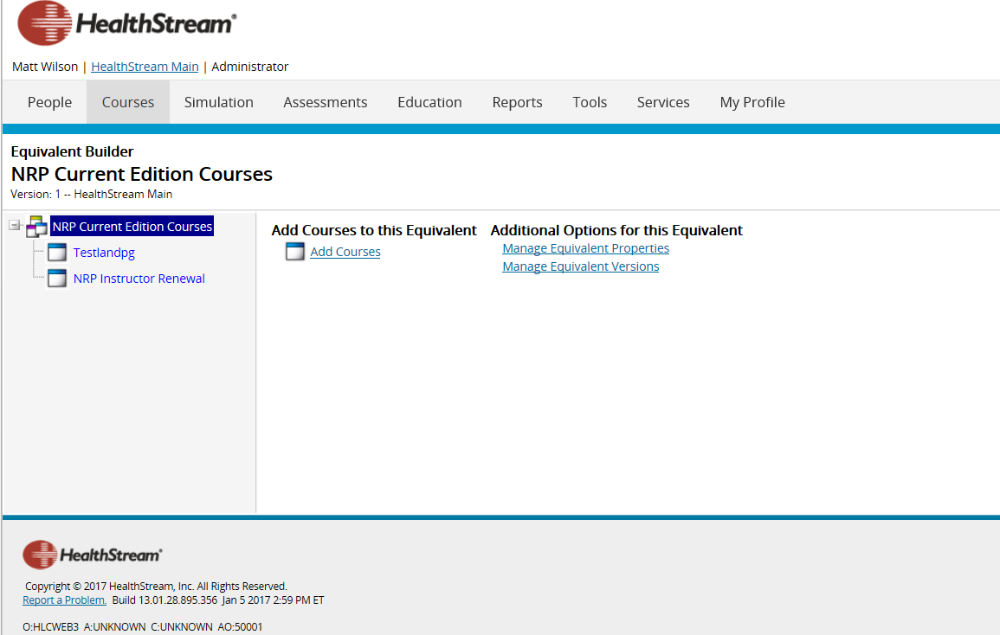 HealthStream®
Matt Wilson | HealthStream Main | Administrator
People Courses Simulation Assessments Education Reports Tools Services My Profile
Equivalent Builder
NRP Current Edition Courses
Version: 1 -- HealthStream Main
NRP Current Edition Courses
Testlandpg
NRP Instructor Renewal
Add Courses to this Equivalent
Add Courses
Additional Options for this Equivalent
Manage Equivalent Properties
Manage Equivalent Versions
HealthStream®
Copyright © 2017 HealthStream, Inc. All Rights Reserved.
Report a Problem. Build 13.01.28.895.356 Jan 5 2017 2:59 PM ET
O:HLCWEB3 A:UNKNOWN C:UNKNOWN AO:50001